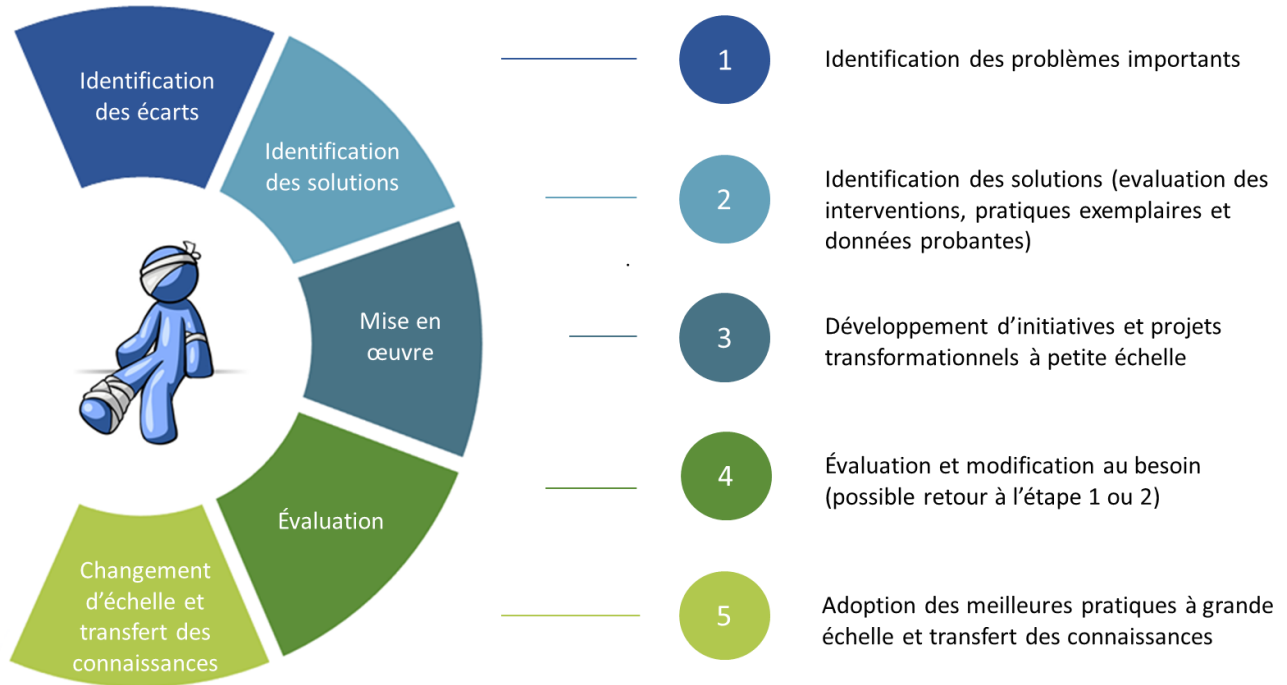 Identification
des écarts
Identification
des solutions
Mise en
œuvre
Évaluation
Changement
d'échelle et
transfert des
connaissances
1
Identification des problèmes importants
2
Identification des solutions (evaluation des
interventions, pratiques exemplaires et
données probantes)
.
3
Développement d'initiatives et projets
transformationnels à petite échelle
4
Évaluation et modification au besoin
(possible retour à l'étape 1 ou 2)
5
Adoption des meilleures pratiques à grande
échelle et transfert des connaissances